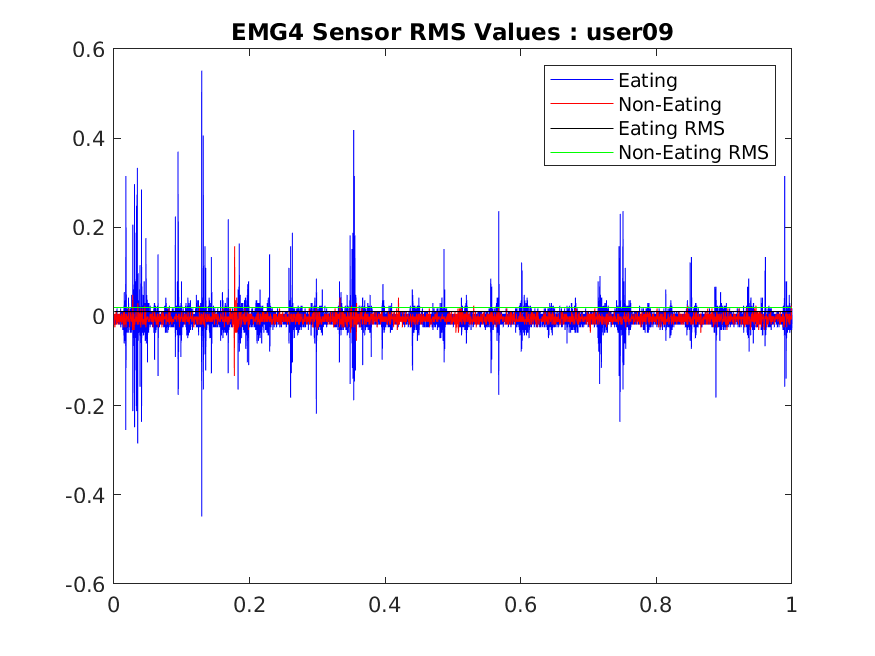 EMG4 Sensor RMS Values : user09
Eating
Non-Eating
Eating RMS
Non-Eating RMS
0.6
0.4
0.2
0
-0.2
-0.4
-0.6
0 0.2 0.4 0.6 0.8 1